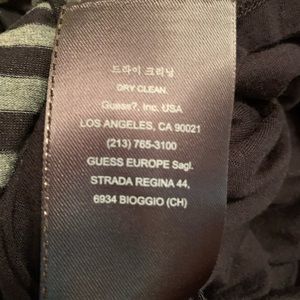 드라이 크리닝
DRY CLEAN.
Guess?, Inc. USA
LOS ANGELES, CA 90021
(213) 765-3100
GUESS EUROPE Sagl.
STRADA REGINA 44,
6934 BIOGGIO (CH)